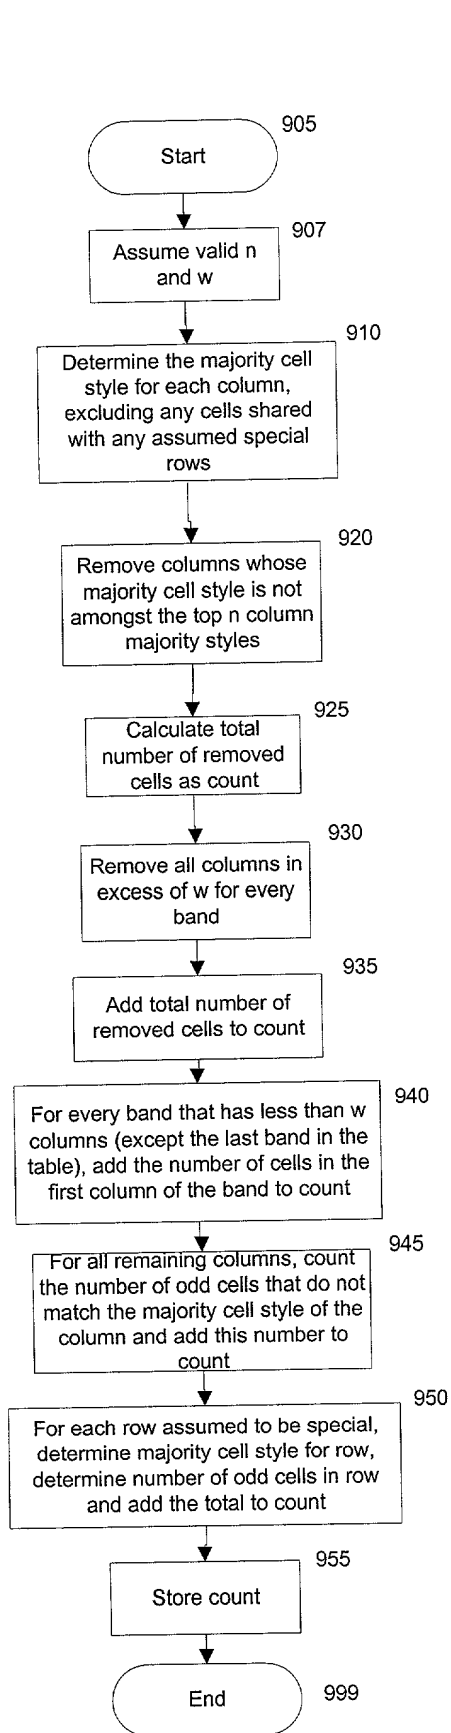 905
Start
907
Assume valid n
and w
910
Determine the majority cell
style for each column,
excluding any cells shared
with any assumed special
rows
920
Remove columns whose
majority cell style is not
amongst the top n column
majority styles
925
Calculate total
number of removed
cells as count
930
Remove all columns in
excess of w for every
band
935
Add total number of
removed cells to count
940
For every band that has less than w
columns (except the last band in the
table), add the number of cells in the
first column of the band to count
945
For all remaining columns, count
the number of odd cells that do not
match the majority cell style of the
column and add this number to
count
950
For each row assumed to be special,
determine majority cell style for row,
determine number of odd cells in row
and add the total to count
955
Store count
End
999